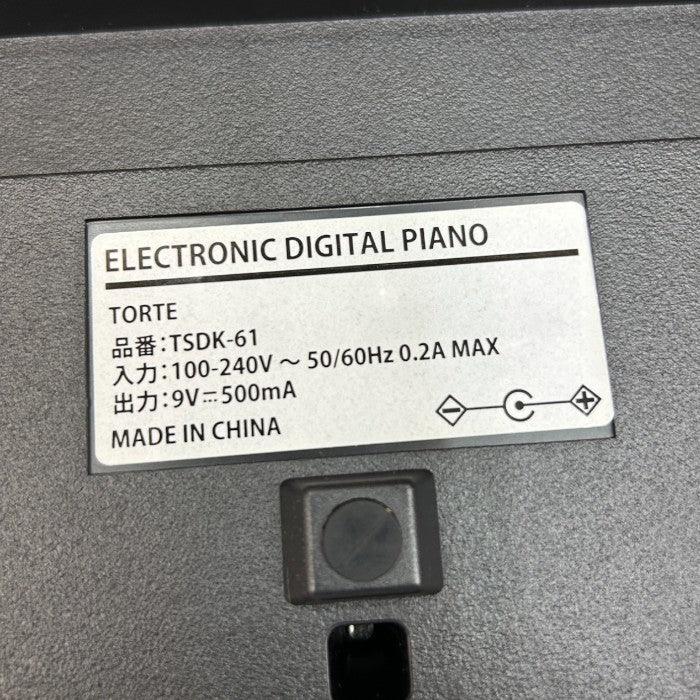 ELECTRONIC DIGITAL PIANO
TORTE
品番:TSDK-61
入力:100-240V ～ 50/60Hz 0.2A MAX
出力:9V⎓500mA
MADE IN CHINA